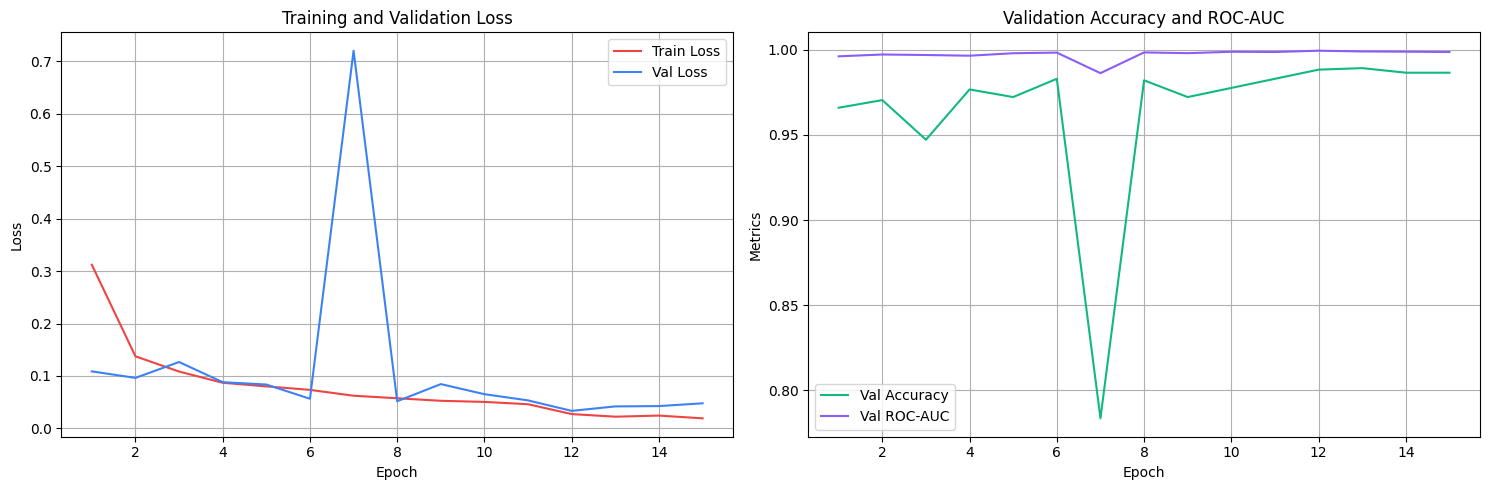 Training and Validation Loss
Train Loss
Val Loss
Loss
0.7
0.6
0.5
0.4
0.3
0.2
0.1
0.0
2 4 6 8 10 12 14
Epoch
Validation Accuracy and ROC-AUC
Metrics
1.00
0.95
0.90
0.85
0.80
Val Accuracy
Val ROC-AUC
2 4 6 8 10 12 14
Epoch